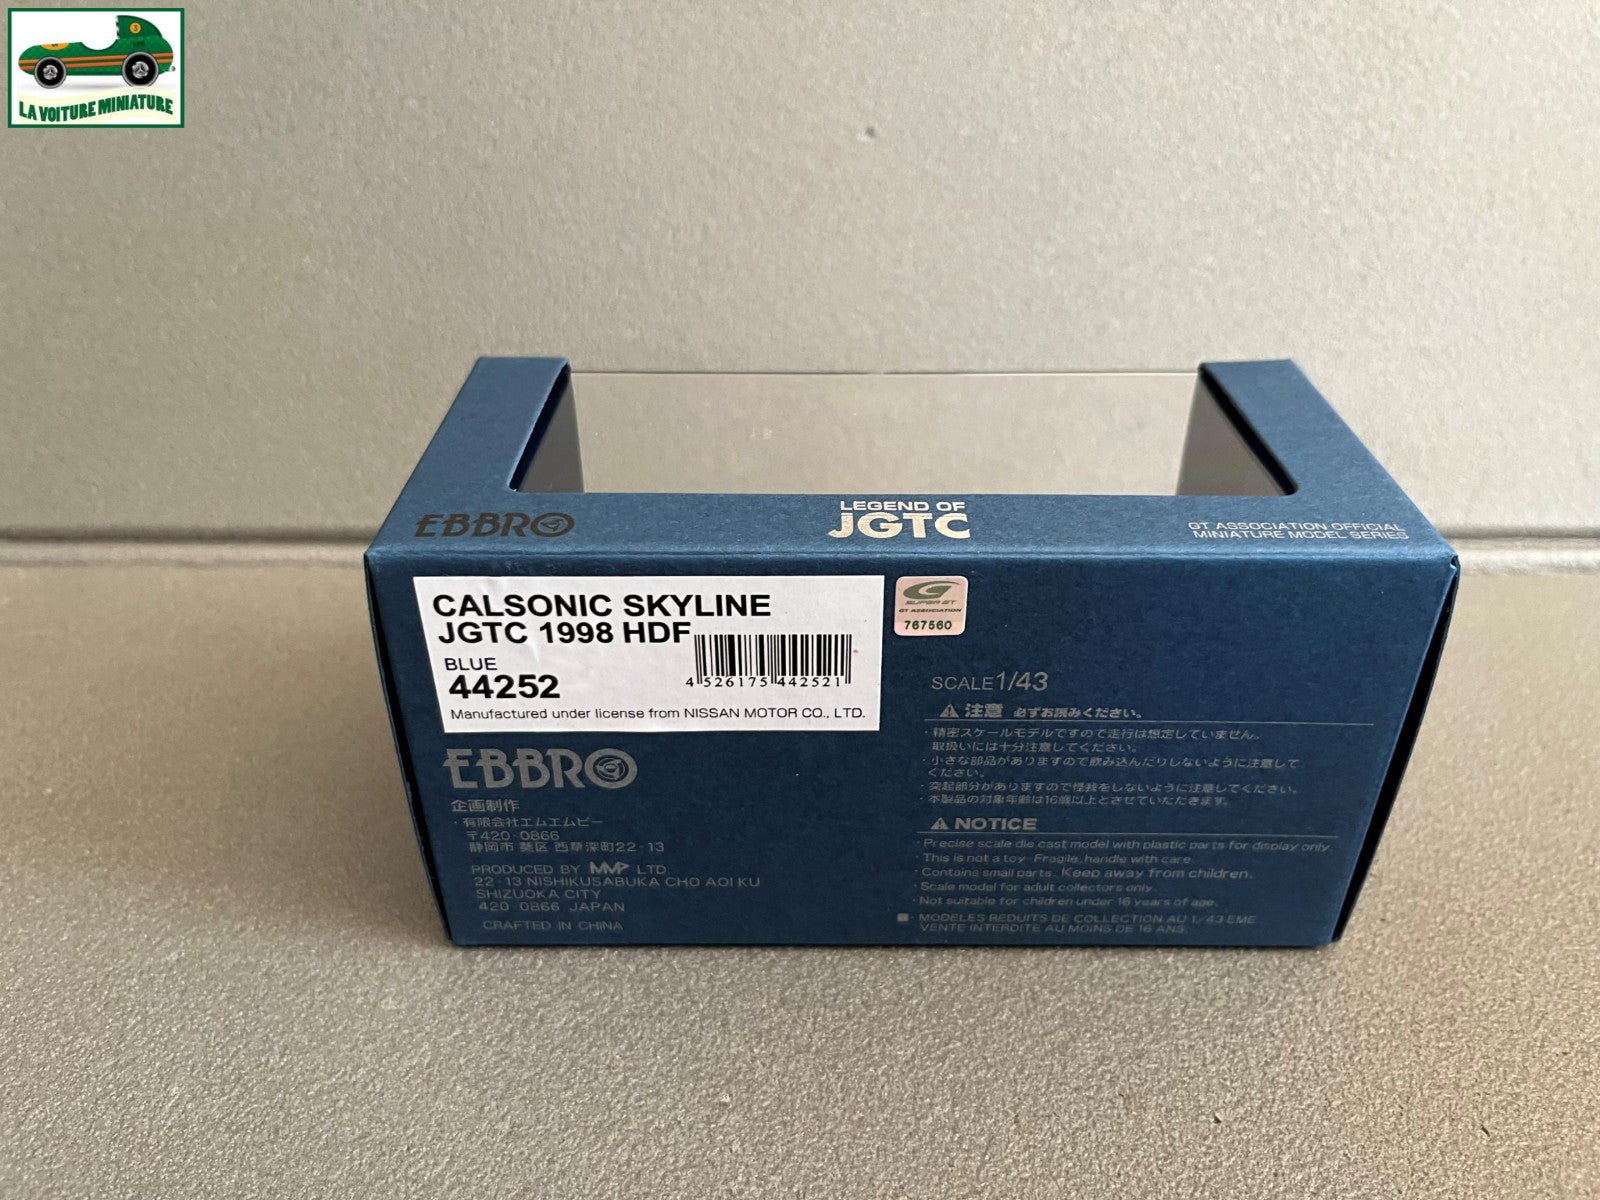 LA VOITURE MINIATURE
EBBRO
LEGEND OF
JGTC
GT ASSOCIATION OFFICIAL
MINIATURE MODEL SERIES
CALSONIC SKYLINE
JGTC 1998 HDF
BLUE
44252
4 526175 442521
Manufactured under license from NISSAN MOTOR CO., LTD.
SUPER GT
GT ASSOCIATION
767560
EBBRO
企画制作
・有限会社エムエムピー
〒420-0866
静岡市 葵区 西草深町22-13
PRODUCED BY MMP LTD.
22-13 NISHIKUSABUKA CHO AOI KU
SHIZUOKA CITY
420-0866 JAPAN
CRAFTED IN CHINA
SCALE 1/43
注意 必ずお読みください。
・精密スケールモデルですので走行は想定していません。
取扱いには十分注意してください。
・小さな部品がありますので飲み込んだりしないように注意して
ください。
・突起部分がありますので怪我をしないように注意してください。
・本製品の対象年齢は16歳以上とさせていただきます。
NOTICE
・Precise scale die cast model with plastic parts for display only.
・This is not a toy. Fragile, handle with care.
・Contains small parts. Keep away from children.
・Scale model for adult collectors only.
・Not suitable for children under 16 years of age.
MODELES REDUITS DE COLLECTION AU 1/43 EME
VENTE INTERDITE AU MOINS DE 16 ANS.